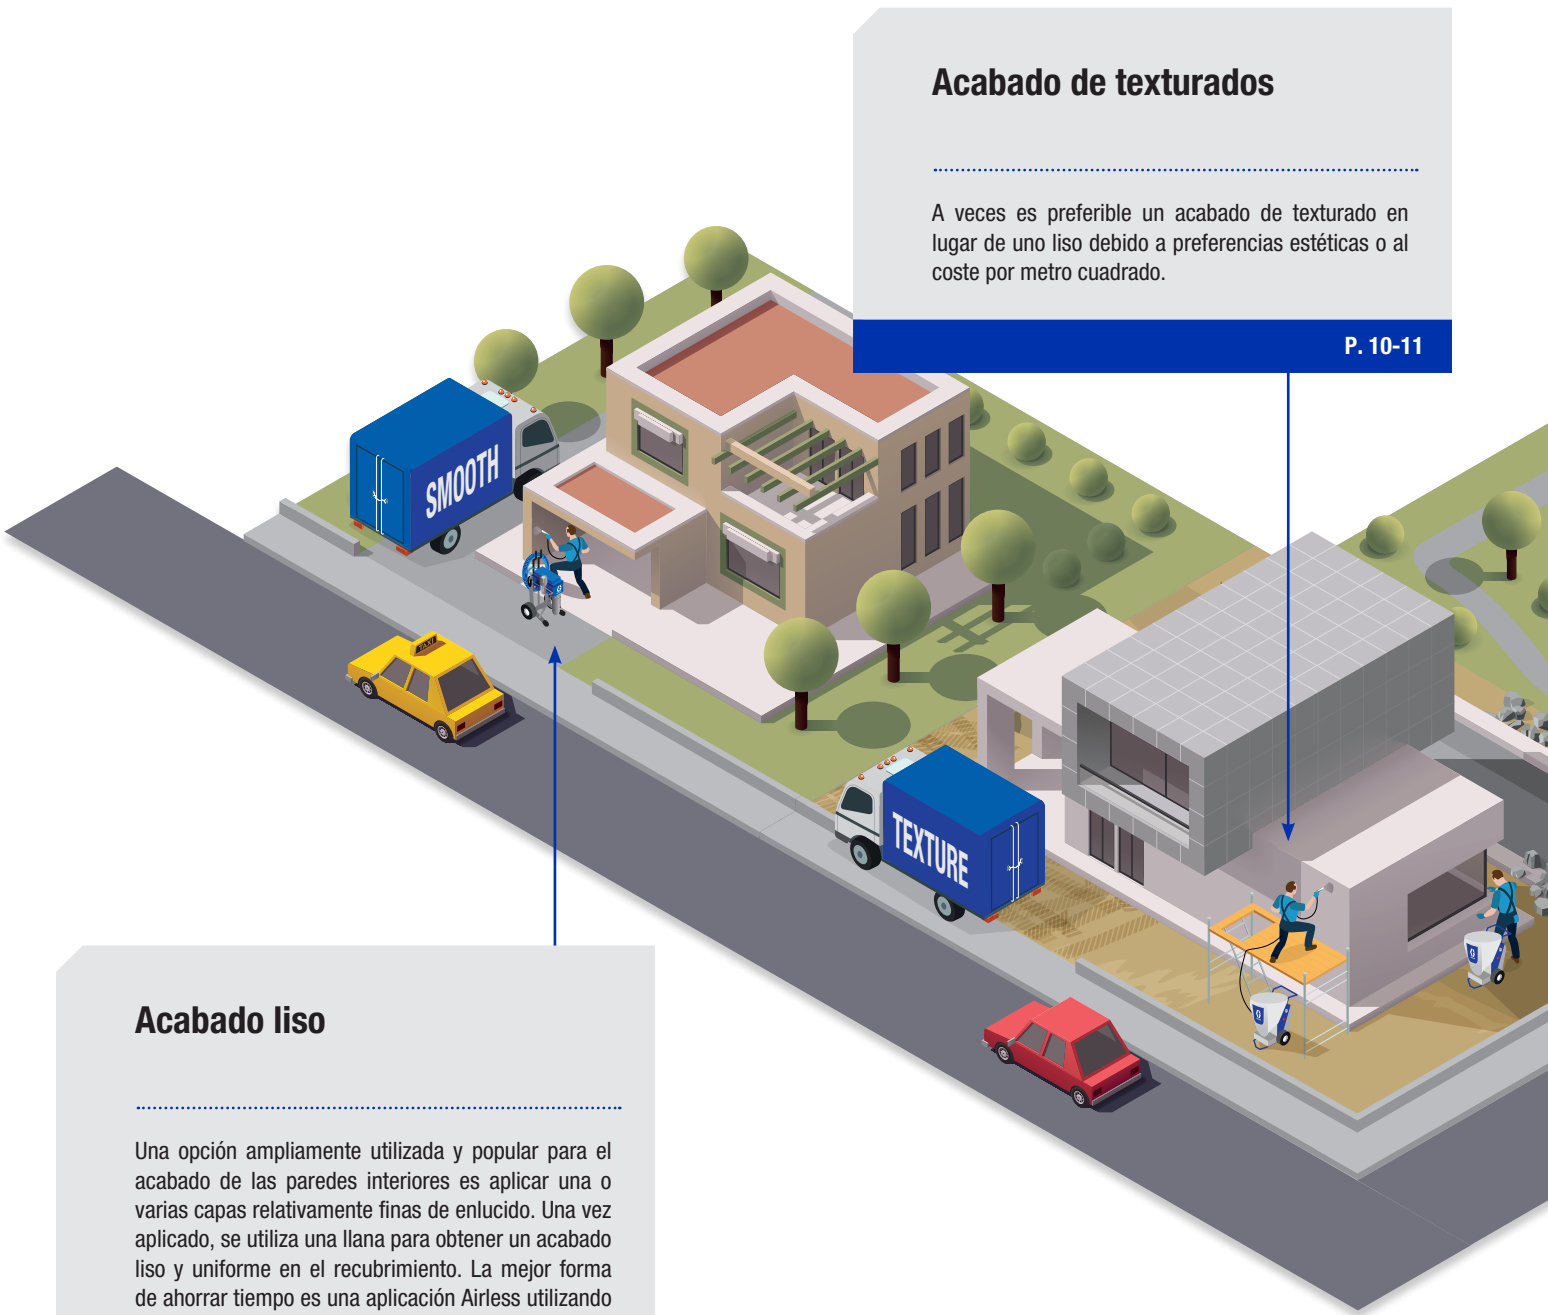 Acabado de texturados
A veces es preferible un acabado de texturado en
lugar de uno liso debido a preferencias estéticas o al
coste por metro cuadrado.
P. 10-11
SMOOTH
TAXI
TEXTURE
Acabado liso
Una opción ampliamente utilizada y popular para el
acabado de las paredes interiores es aplicar una o
varias capas relativamente finas de enlucido. Una vez
aplicado, se utiliza una llana para obtener un acabado
liso y uniforme en el recubrimiento. La mejor forma
de ahorrar tiempo es una aplicación Airless utilizando